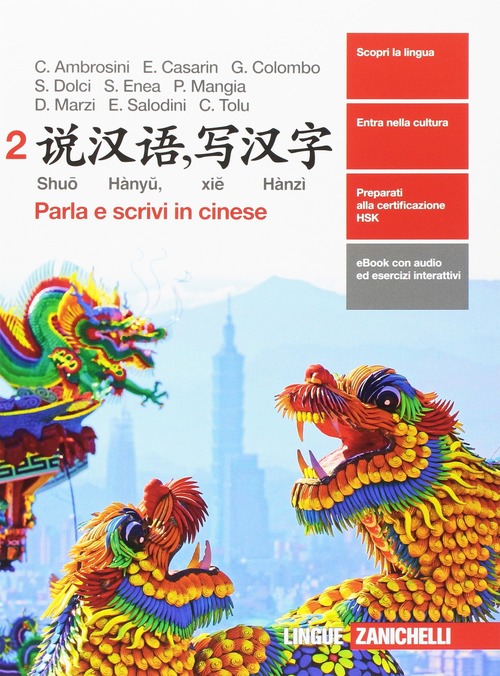 C. Ambrosini E. Casarin G. Colombo
S. Dolci S. Enea P. Mangia
D. Marzi E. Salodini C. Tolu
2 说汉语,写汉字
Shuō Hànyŭ, xiĕ Hànzì
Parla e scrivi in cinese
Scopri la lingua
Entra nella cultura
Preparati
alla certificazione
HSK
eBook con audio
ed esercizi interattivi
LINGUE ZANICHELLI